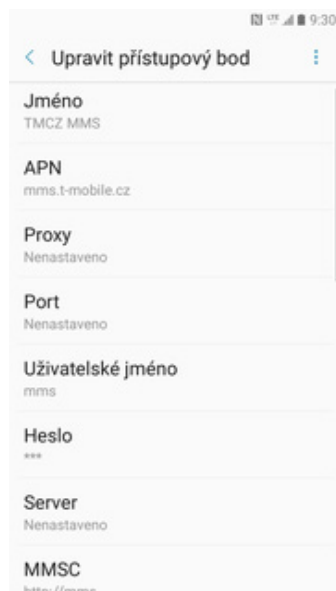 LTE 9:30
Upravit přístupový bod
Jméno
TMCZ MMS
APN
mms.t-mobile.cz
Proxy
Nenastaveno
Port
Nenastaveno
Uživatelské jméno
mms
Heslo
***
Server
Nenastaveno
MMSC